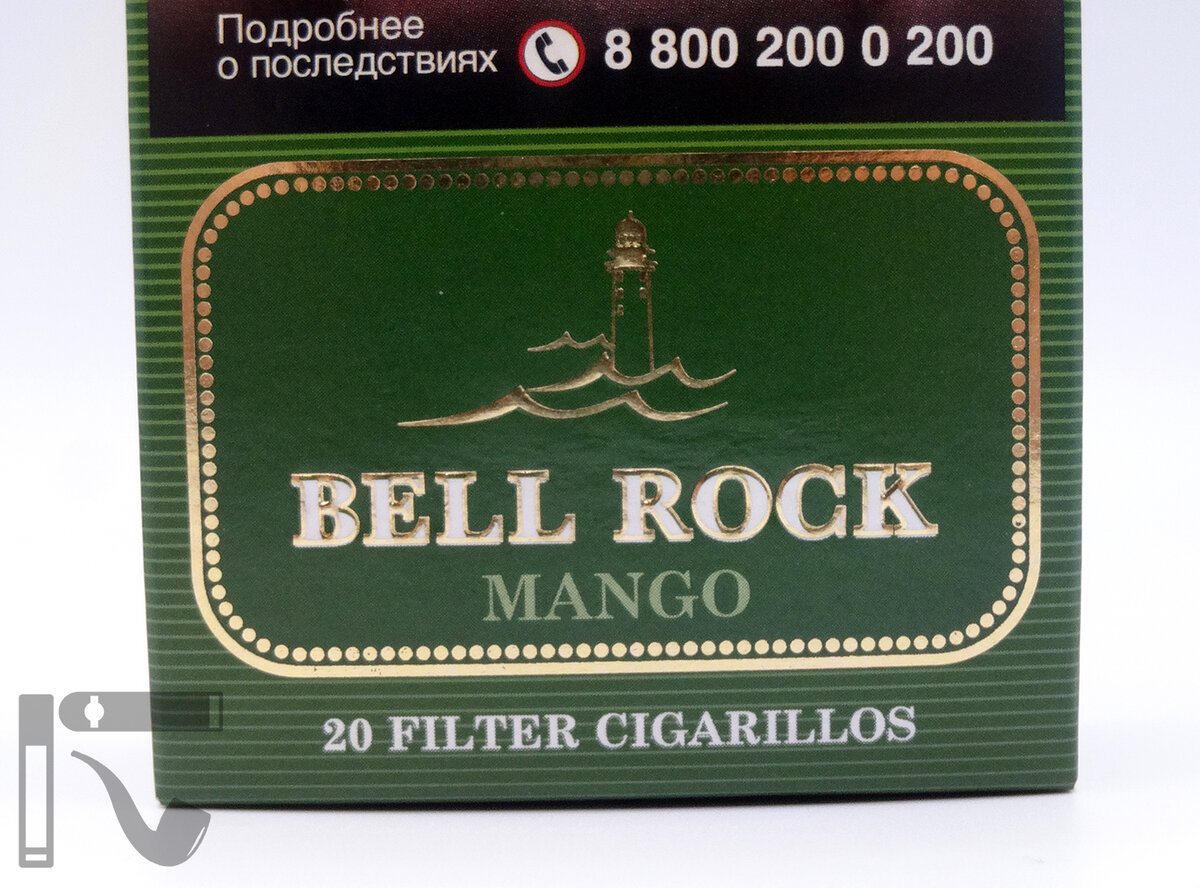 Подробнее
о последствиях 8 800 200 0 200
BELL ROCK
MANGO
20 FILTER CIGARILLOS